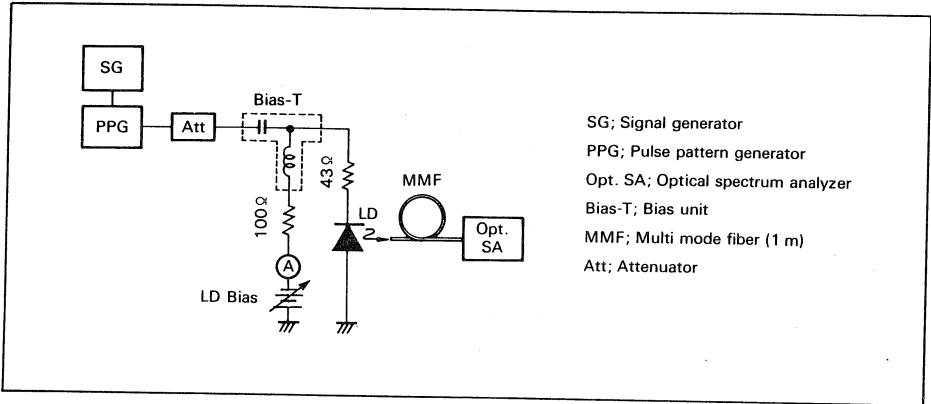 SG
PPG
Att
Bias-T
43Ω
100Ω
A
LD Bias
LD
MMF
Opt.
SA
SG; Signal generator
PPG; Pulse pattern generator
Opt. SA; Optical spectrum analyzer
Bias-T; Bias unit
MMF; Multi mode fiber (1 m)
Att; Attenuator